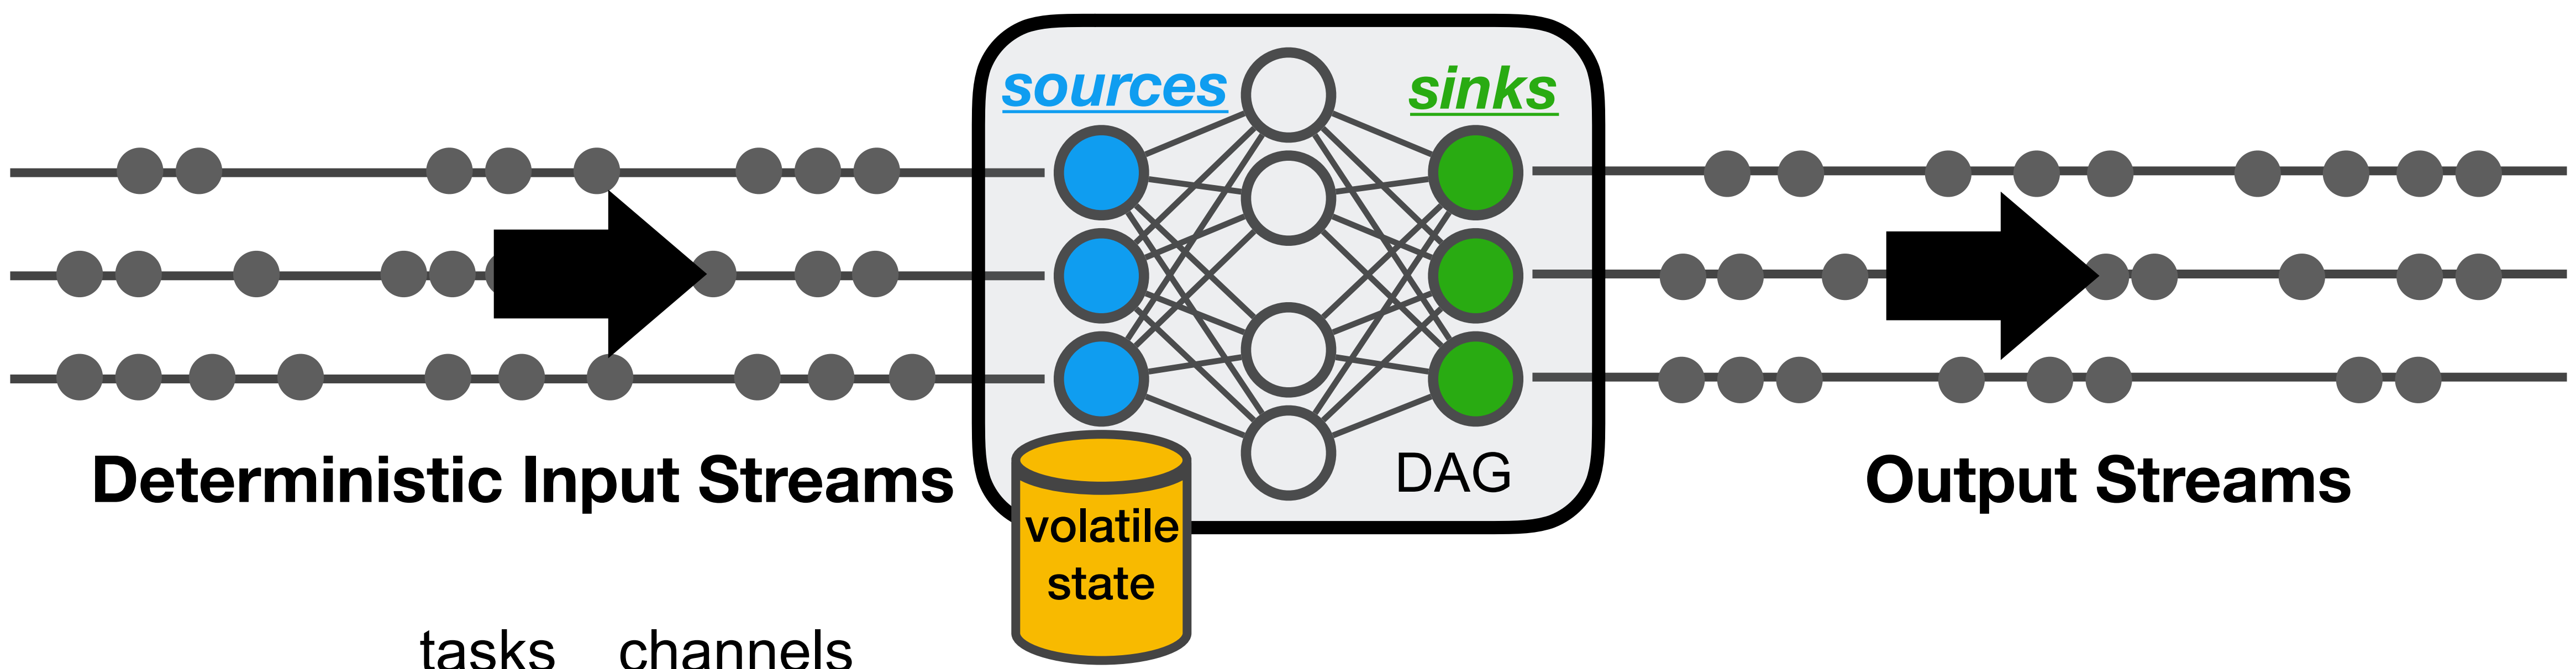 sources
sinks
Deterministic Input Streams
DAG
Output Streams
volatile
state
tasks channels